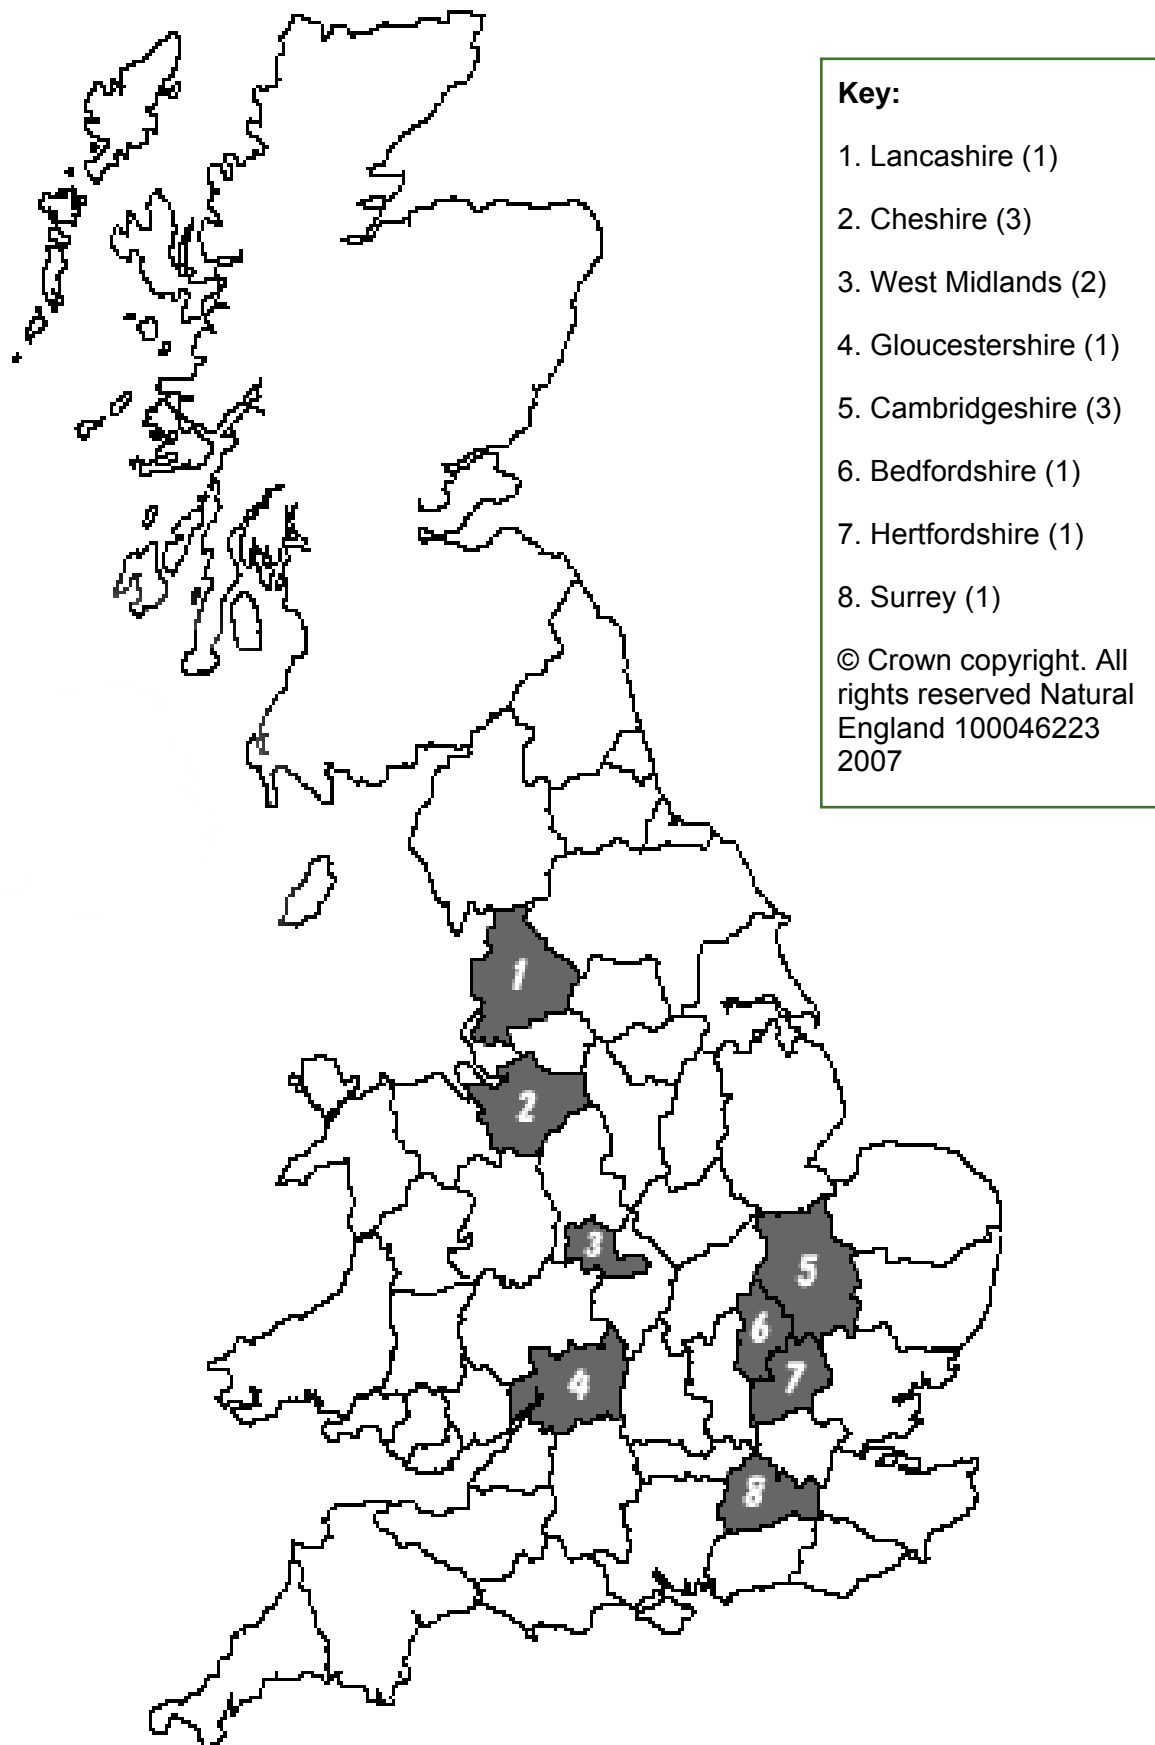 Key:
1. Lancashire (1)
2. Cheshire (3)
3. West Midlands (2)
4. Gloucestershire (1)
5. Cambridgeshire (3)
6. Bedfordshire (1)
7. Hertfordshire (1)
8. Surrey (1)
© Crown copyright. All
rights reserved Natural
England 100046223
2007
1
2
3
5
6
4
7
8